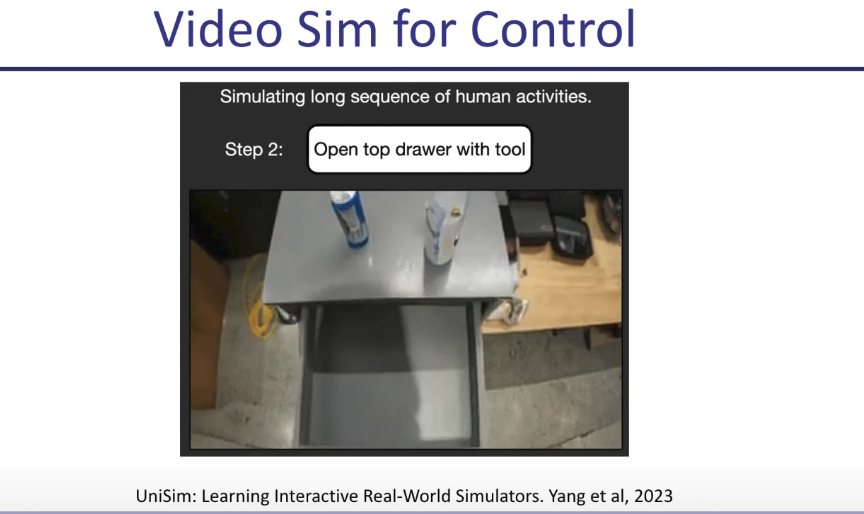 Video Sim for Control
Simulating long sequence of human activities.
Step 2: Open top drawer with tool
UniSim: Learning Interactive Real-World Simulators. Yang et al, 2023